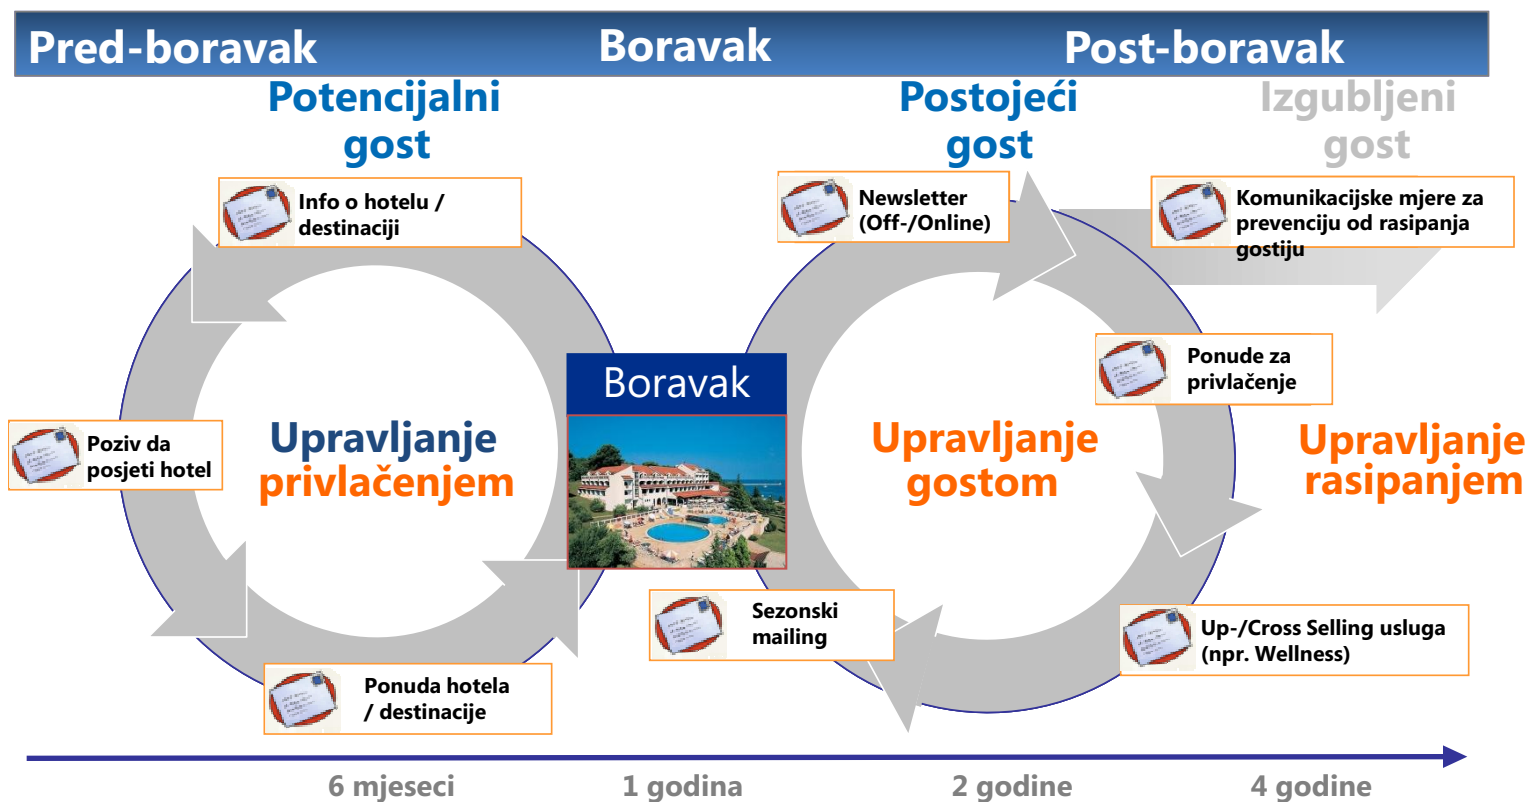 Pred-boravak
Boravak
Post-boravak
Potencijalni
gost
Postojeći
gost
Izgubljeni
gost
Info o hotelu /
destinaciji
Newsletter
(Off-/Online)
Komunikacijske mjere za
prevenciju od rasipanja
gostiju
Ponude za
privlačenje
Boravak
Poziv da
posjeti hotel
Upravljanje
privlačenjem
Upravljanje
gostom
Upravljanje
rasipanjem
Sezonski
mailing
Up-/Cross Selling usluga
(npr. Wellness)
Ponuda hotela
/ destinacije
6 mjeseci
1 godina
2 godine
4 godine